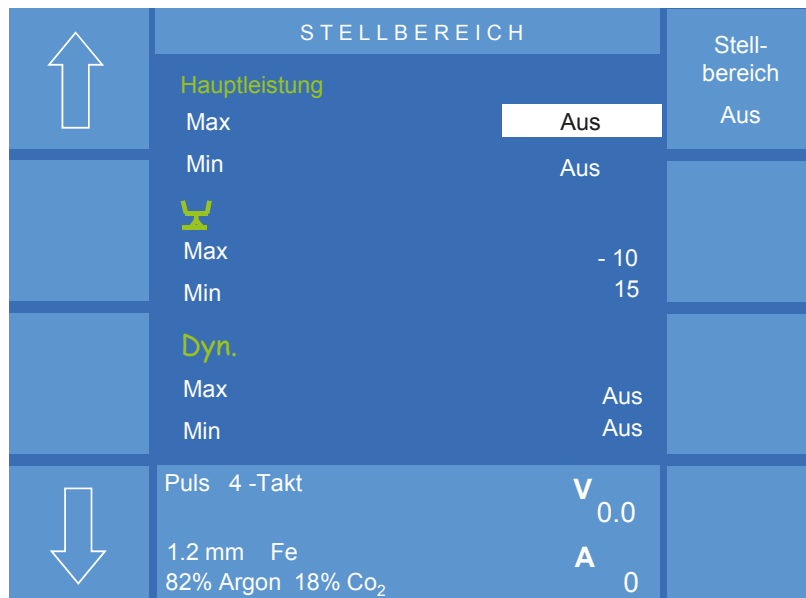 STELLBEREICH
Stell-
bereich
Aus
Hauptleistung
Max Aus
Min Aus
Max - 10
Min 15
Dyn.
Max Aus
Min Aus
Puls 4 -Takt V
0.0
1.2 mm Fe A
82% Argon 18% Co₂ 0